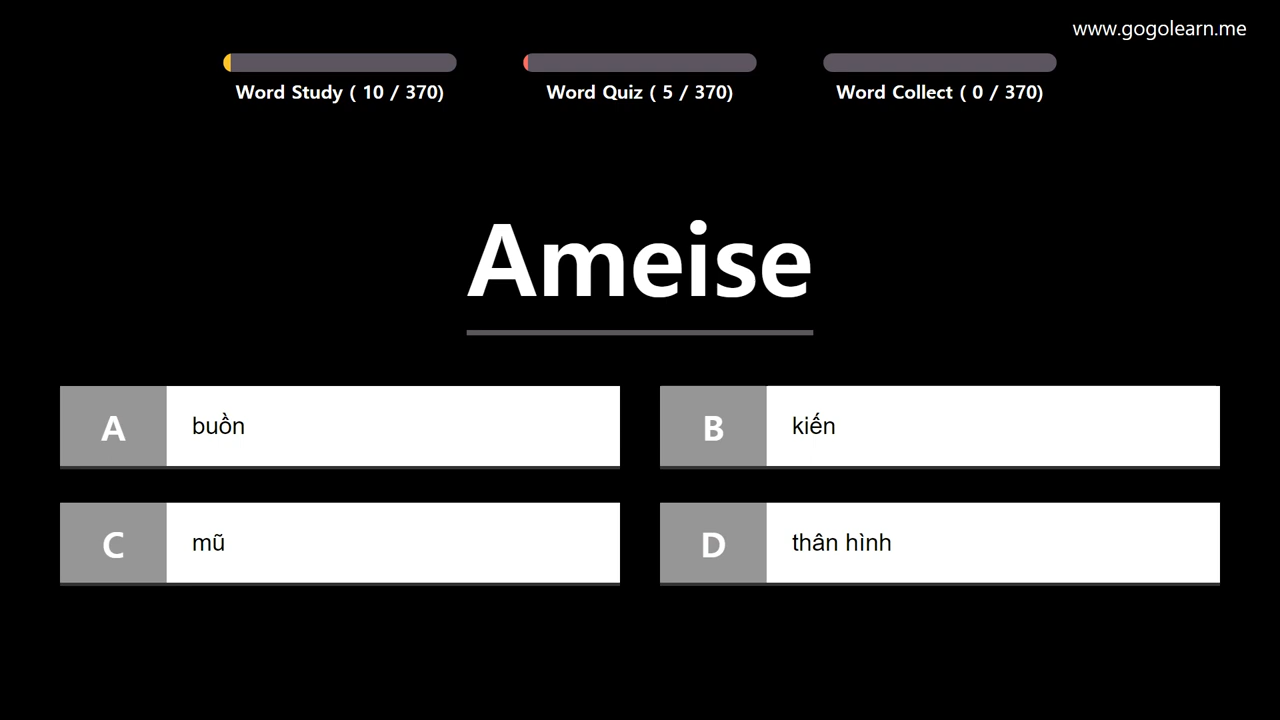 www.gogolearn.me
Word Study ( 10 / 370)
Word Quiz ( 5 / 370)
Word Collect ( 0 / 370)
Ameise
A buồn
B kiến
C mũ
D thân hình